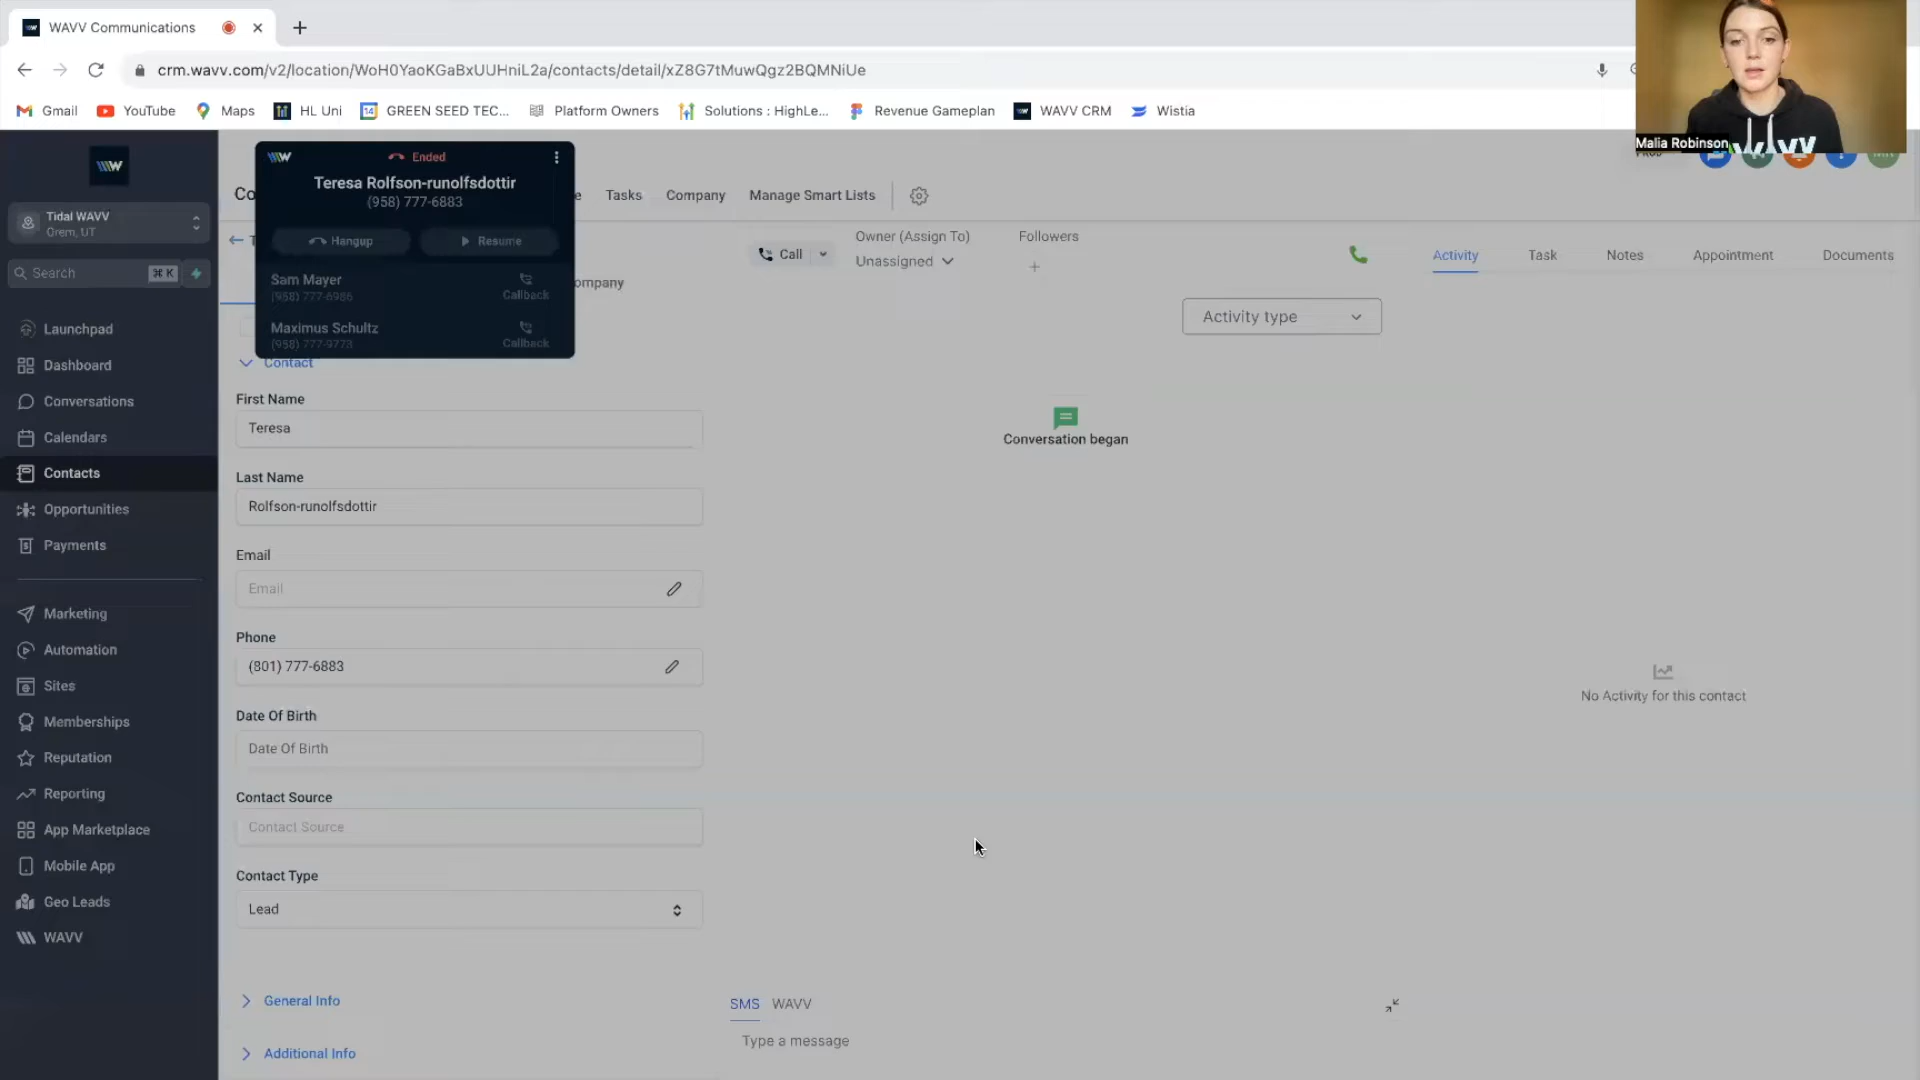 WAVV Communications
crm.wavv.com/v2/location/WoH0YaoKGaBxUUHniL2a/contacts/detail/xZ8G7tMuwQgz2BQMNiUe
Gmail
YouTube
Maps
HL Uni
14
GREEN SEED TEC...
Platform Owners
Solutions : HighLe...
Revenue Gameplan
WAVV CRM
Wistia
Malia Robinson
Tidal WAVV
Orem, UT
Search
⌘ K
Launchpad
Dashboard
Conversations
Calendars
Contacts
Opportunities
Payments
Marketing
Automation
Sites
Memberships
Reputation
Reporting
App Marketplace
Mobile App
Geo Leads
WAVV
Ended
Teresa Rolfson-runolfsdottir
(958) 777-6883
Hangup
Resume
Sam Mayer
(958) 777-6986
Callback
Maximus Schultz
(958) 777-9773
Callback
Co
e
Tasks
Company
Manage Smart Lists
T
ompany
Call
Owner (Assign To)
Unassigned
Followers
+
Activity
Task
Notes
Appointment
Documents
Activity type
Contact
First Name
Teresa
Last Name
Rolfson-runolfsdottir
Email
Email
Phone
(801) 777-6883
Date Of Birth
Date Of Birth
Contact Source
Contact Source
Contact Type
Lead
General Info
Additional Info
Conversation began
No Activity for this contact
SMS
WAVV
Type a message